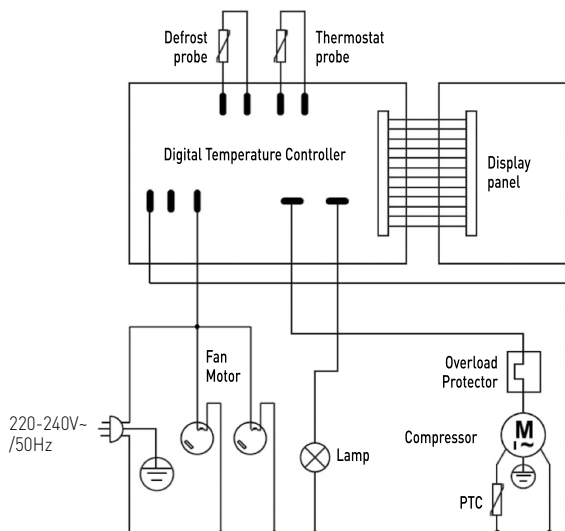 Defrost
probe
Thermostat
probe
Digital Temperature Controller
Display
panel
Fan
Motor
Overload
Protector
220-240V~
/50Hz
Compressor
M
~
Lamp
PTC